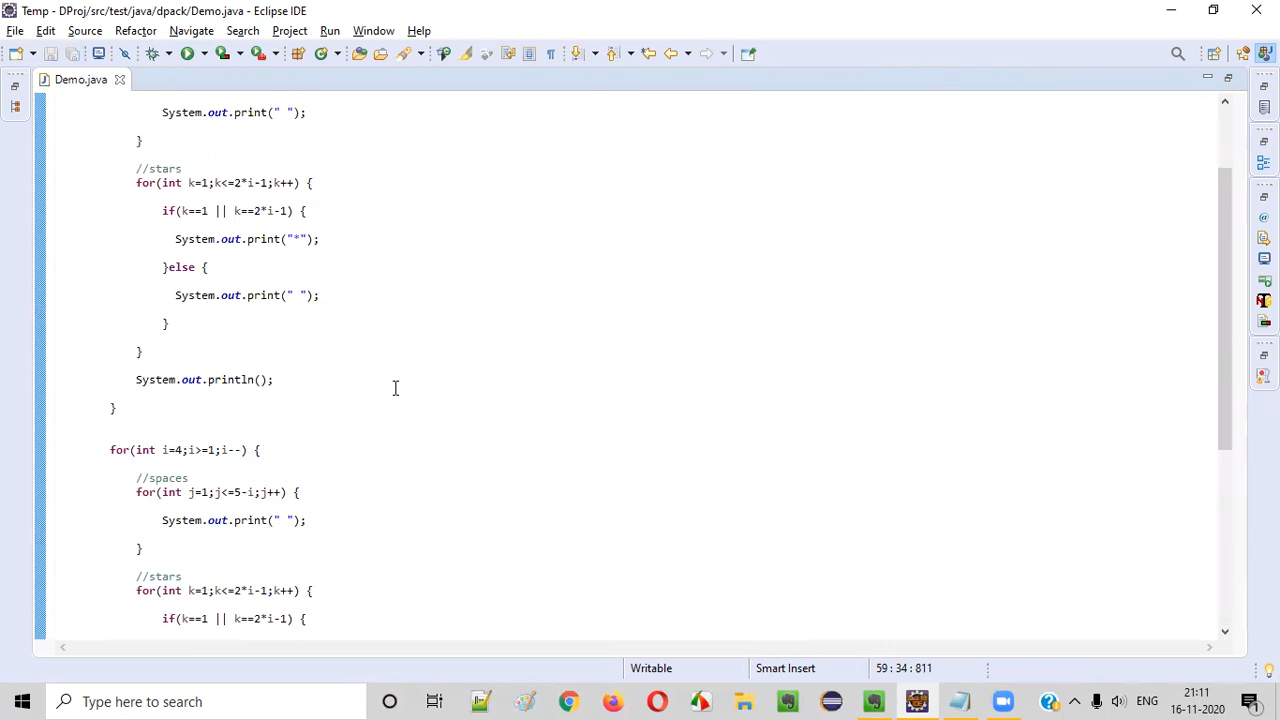 Temp - DProj/src/test/java/dpack/Demo.java - Eclipse IDE
File Edit Source Refactor Navigate Search Project Run Window Help
Demo.java
System.out.print(" ");
}
//stars
for(int k=1;k<=2*i-1;k++) {
if(k==1 || k==2*i-1) {
System.out.print("*");
}else {
System.out.print(" ");
}
}
System.out.println();
}
for(int i=4;i>=1;i--) {
//spaces
for(int j=1;j<=5-i;j++) {
System.out.print(" ");
}
//stars
for(int k=1;k<=2*i-1;k++) {
if(k==1 || k==2*i-1) {
Writable Smart Insert 59 : 34 : 811
Type here to search
ENG
21:11
16-11-2020